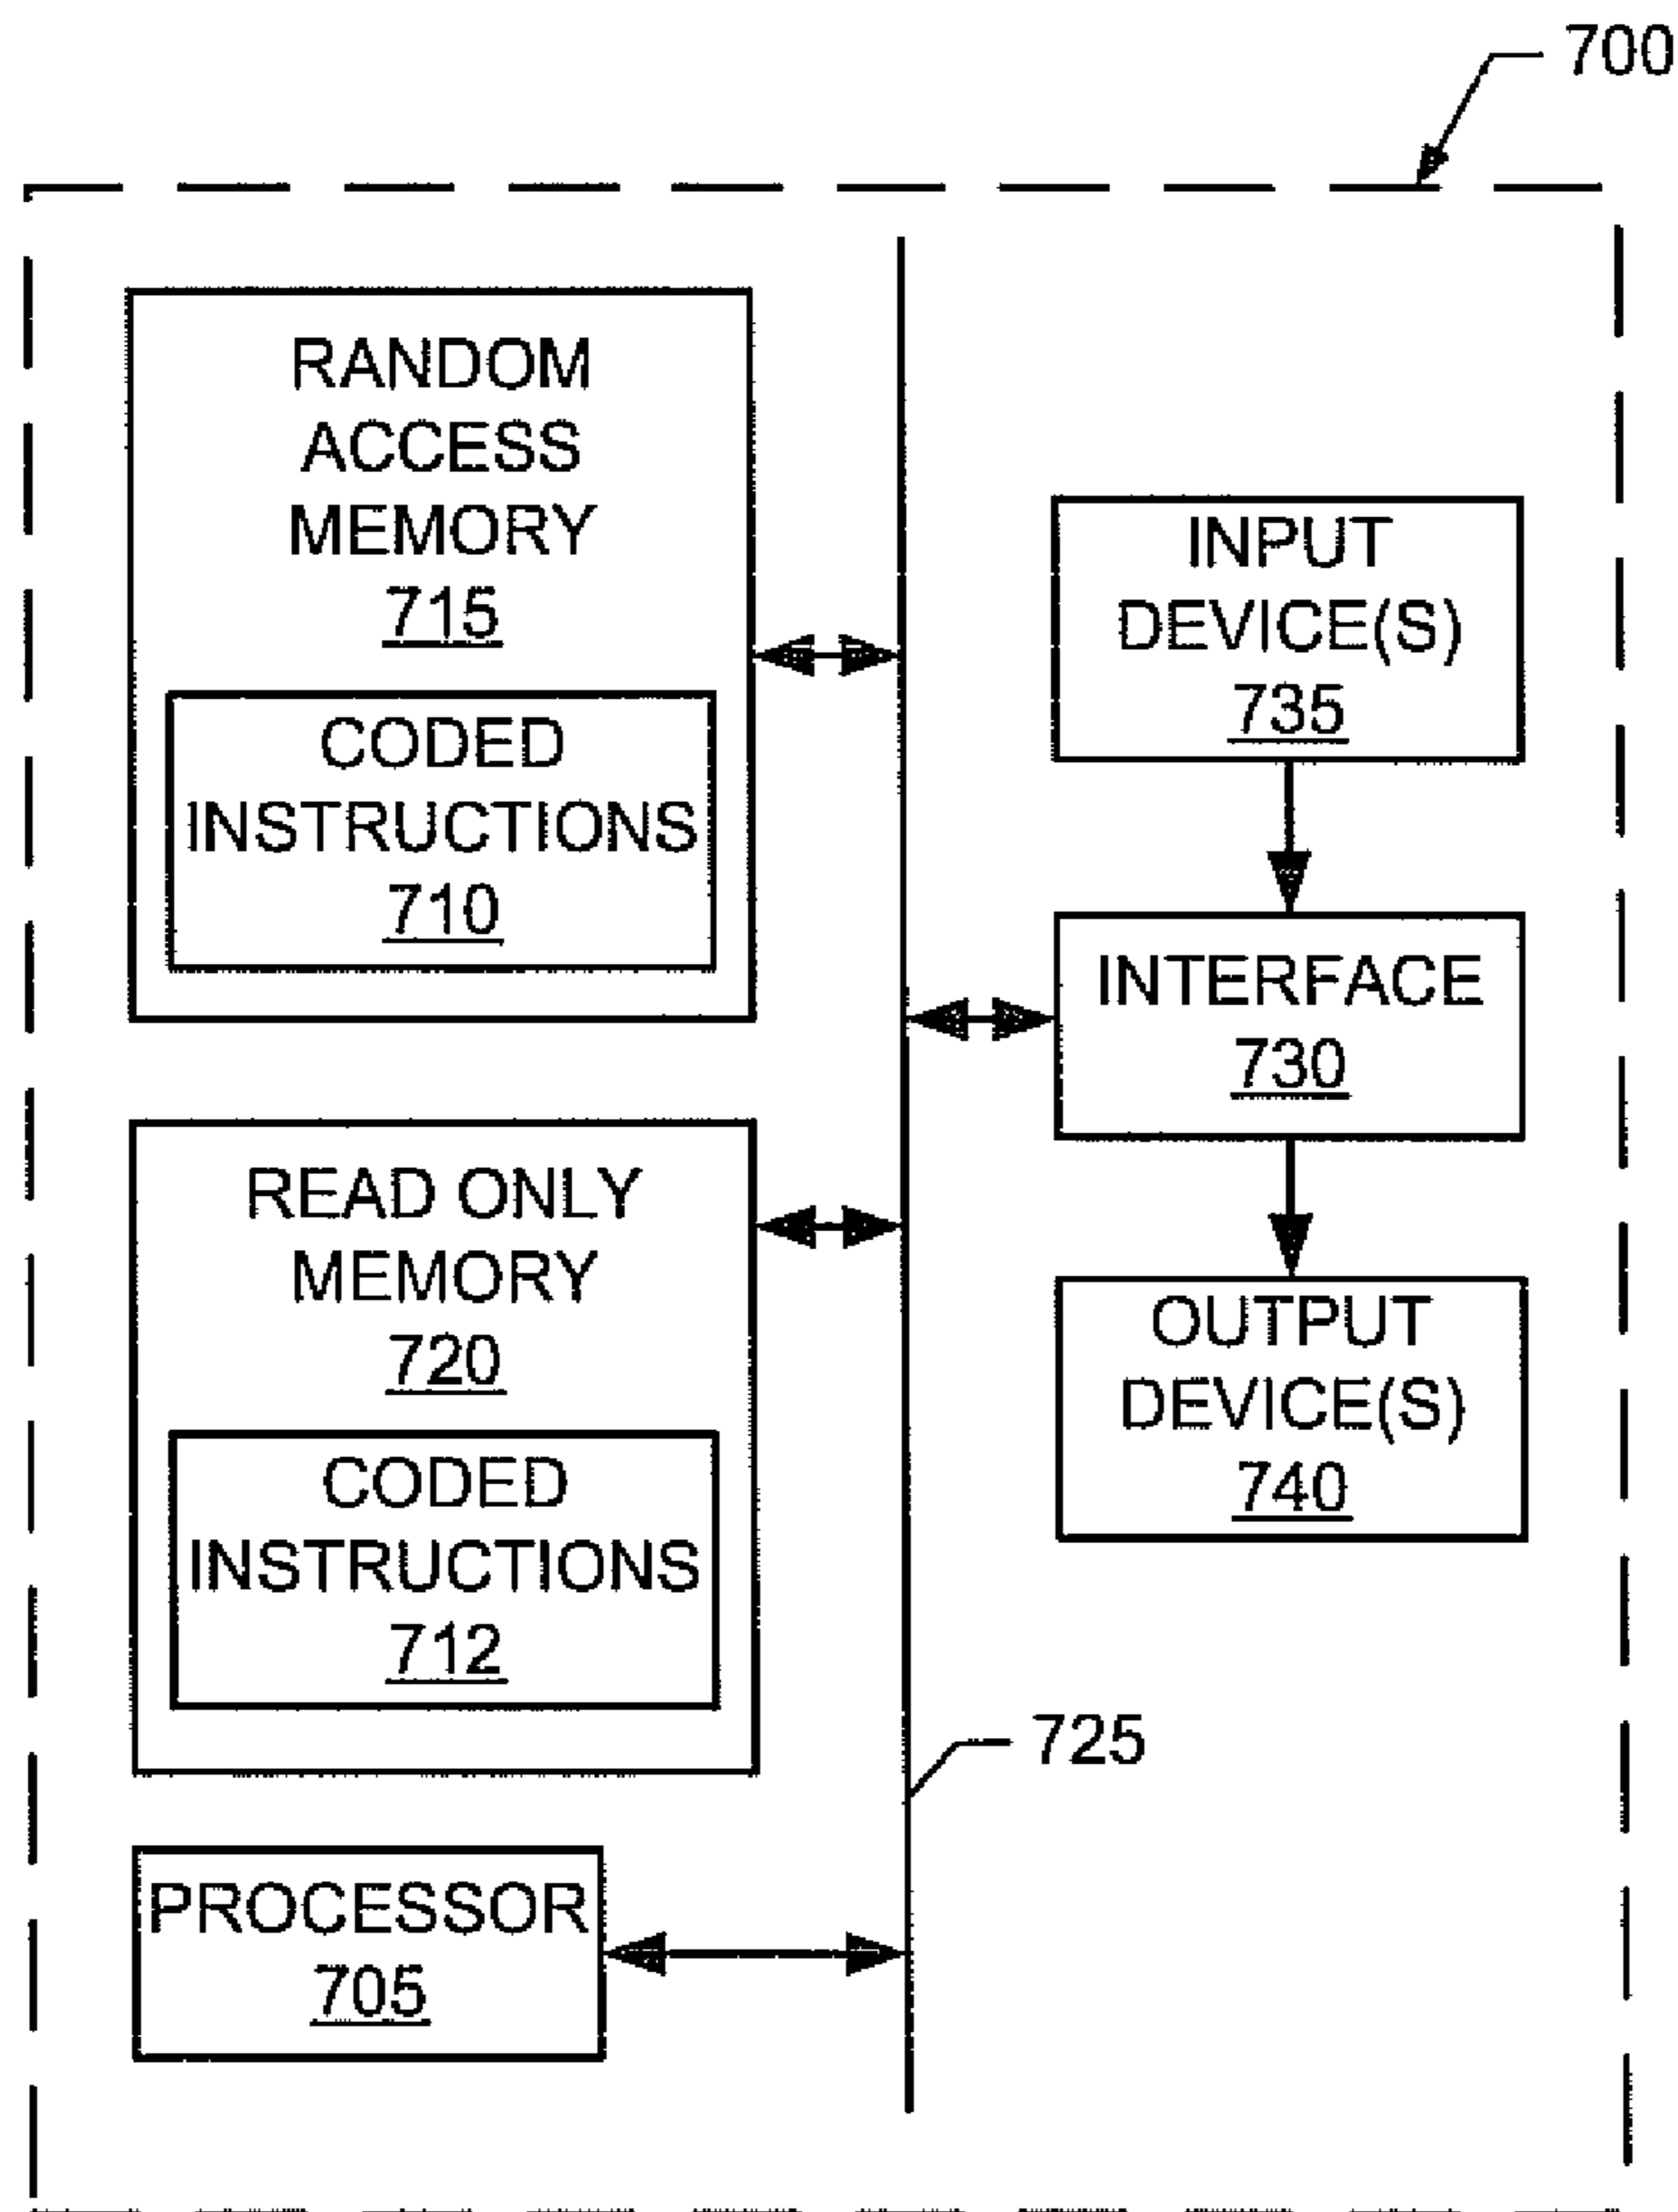 700
RANDOM
ACCESS
MEMORY
715
CODED
INSTRUCTIONS
710
READ ONLY
MEMORY
720
CODED
INSTRUCTIONS
712
PROCESSOR
705
INPUT
DEVICE(S)
735
INTERFACE
730
OUTPUT
DEVICE(S)
740
725